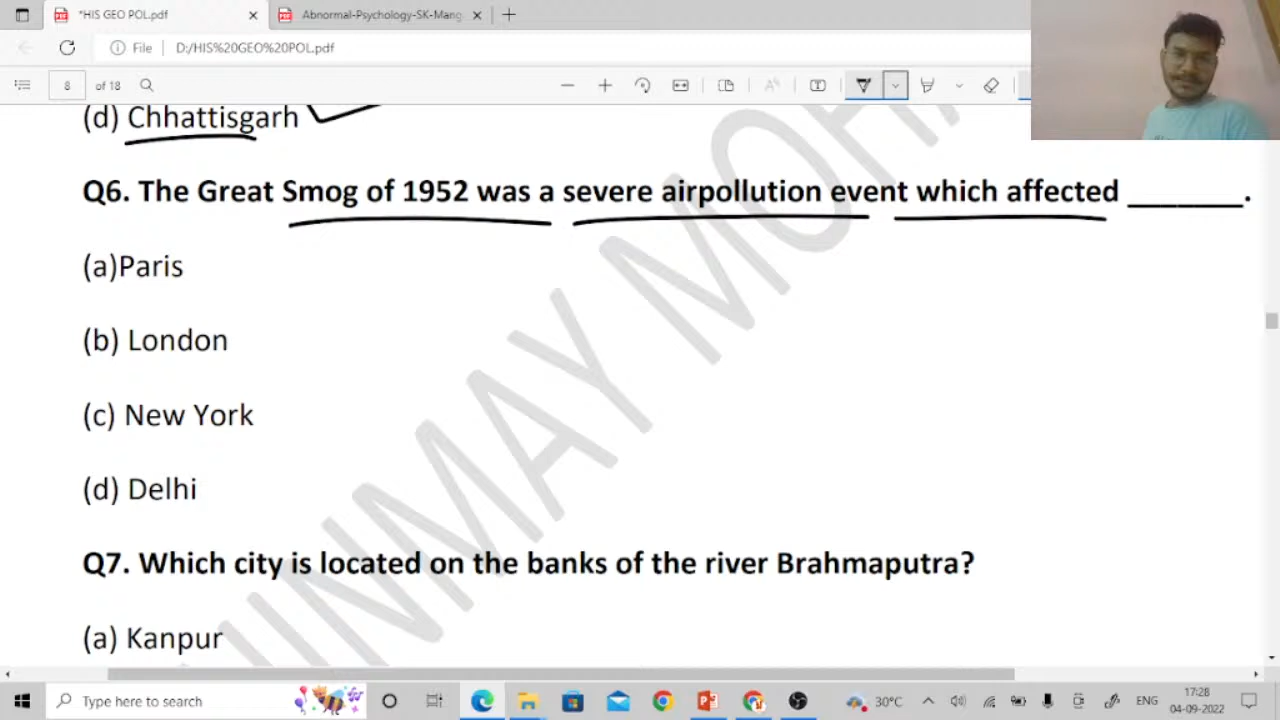 *HIS GEO POL.pdf
Abnormal-Psychology-SK-Mang
File D:/HIS%20GEO%20POL.pdf
8 of 18
(d) Chhattisgarh
Q6. The Great Smog of 1952 was a severe airpollution event which affected _______.
(a)Paris
(b) London
(c) New York
(d) Delhi
Q7. Which city is located on the banks of the river Brahmaputra?
(a) Kanpur
Type here to search
30°C
ENG
17:28
04-09-2022